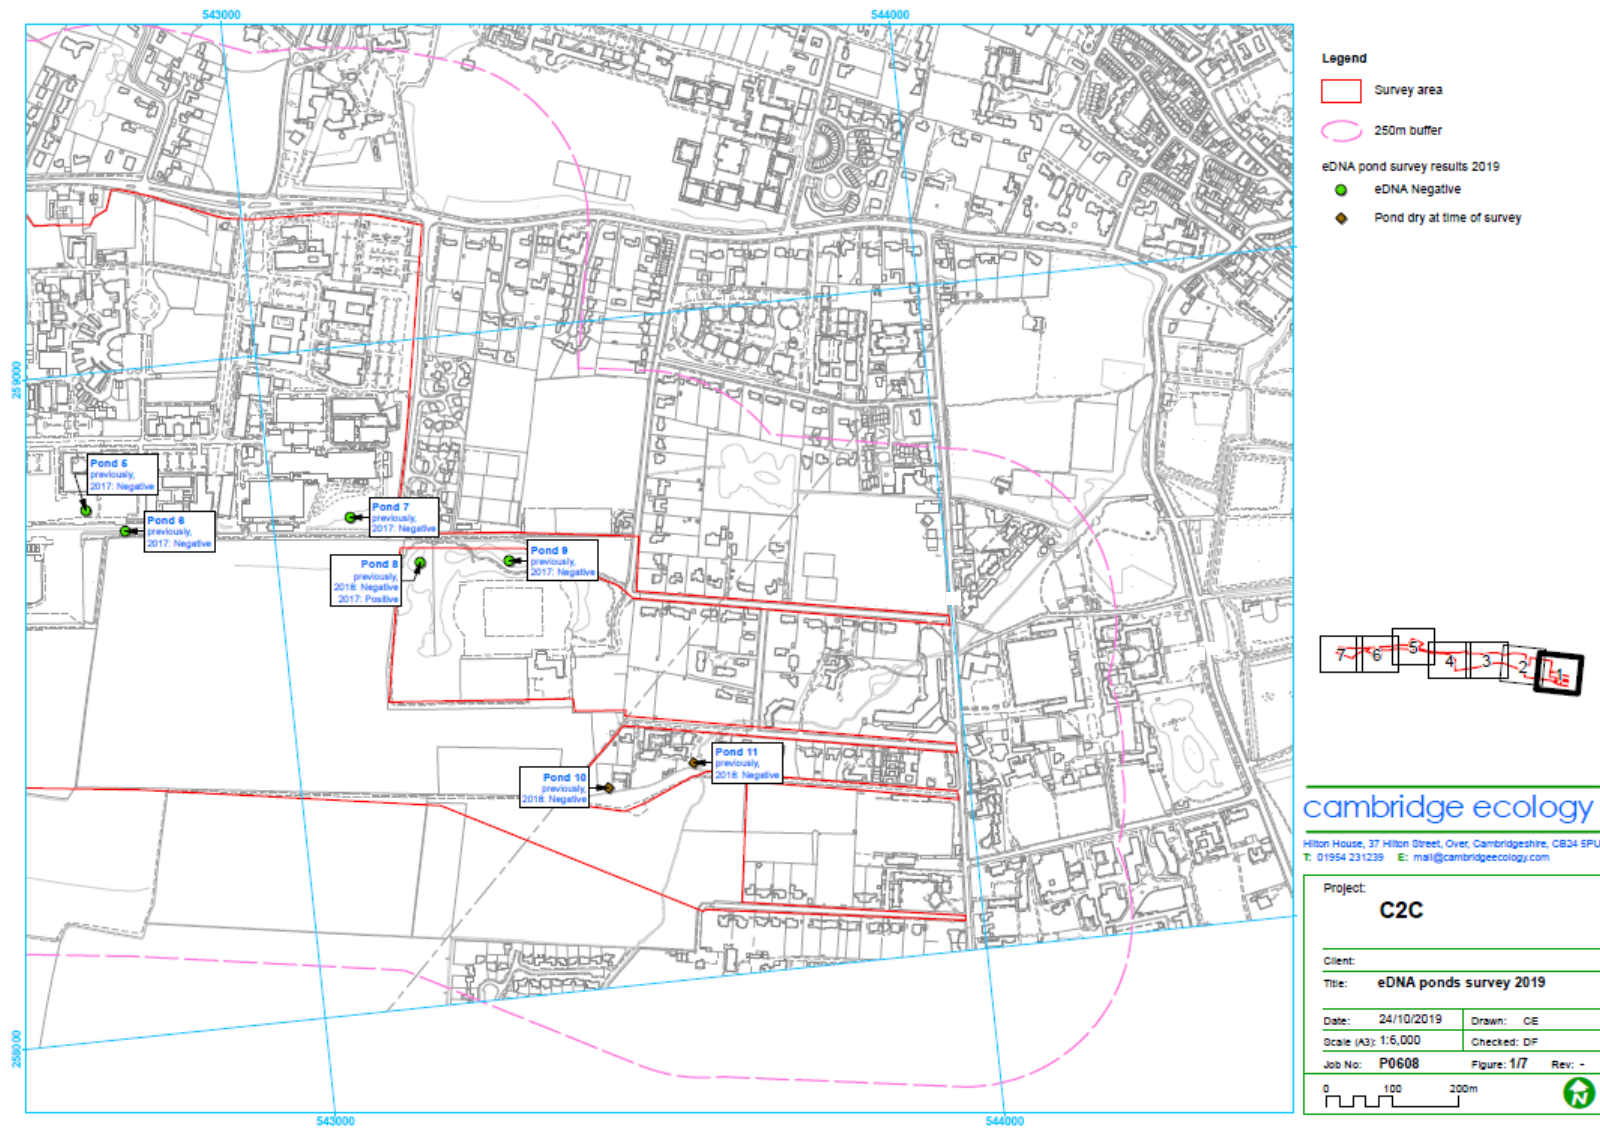 543000
544000
259000
258000
543000
544000
Pond 5
previously,
2017: Negative
Pond 6
previously,
2017: Negative
Pond 7
previously,
2017: Negative
Pond 8
previously,
2018: Negative
2017: Positive
Pond 9
previously,
2017: Negative
Pond 10
previously,
2018: Negative
Pond 11
previously,
2018: Negative
Legend
Survey area
250m buffer
eDNA pond survey results 2019
eDNA Negative
Pond dry at time of survey
7 6 5 4 3 2 1
cambridge ecology
Hilton House, 37 Hilton Street, Over, Cambridgeshire, CB24 5PU
T: 01954 231239 E: mail@cambridgeecology.com
Project:
C2C
Client:
Title: eDNA ponds survey 2019
Date: 24/10/2019 Drawn: CE
Scale (A3): 1:6,000 Checked: DF
Job No: P0608 Figure: 1/7 Rev: -
0 100 200m
N